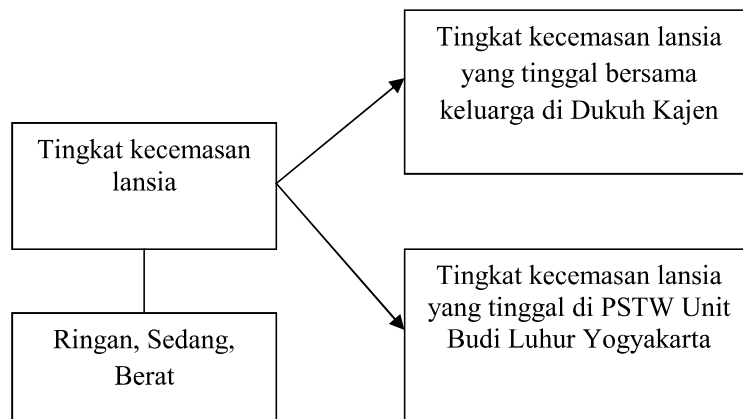 Tingkat kecemasan lansia
yang tinggal bersama
keluarga di Dukuh Kajen
Tingkat kecemasan
lansia
Tingkat kecemasan lansia
yang tinggal di PSTW Unit
Budi Luhur Yogyakarta
Ringan, Sedang,
Berat